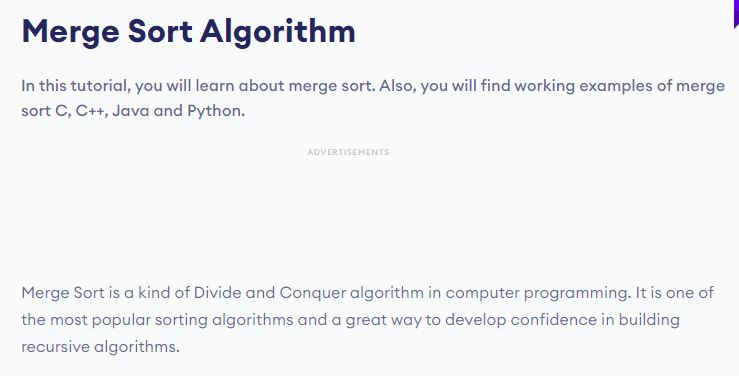 Merge Sort Algorithm
In this tutorial, you will learn about merge sort. Also, you will find working examples of merge
sort C, C++, Java and Python.
ADVERTISEMENTS
Merge Sort is a kind of Divide and Conquer algorithm in computer programming. It is one of
the most popular sorting algorithms and a great way to develop confidence in building
recursive algorithms.